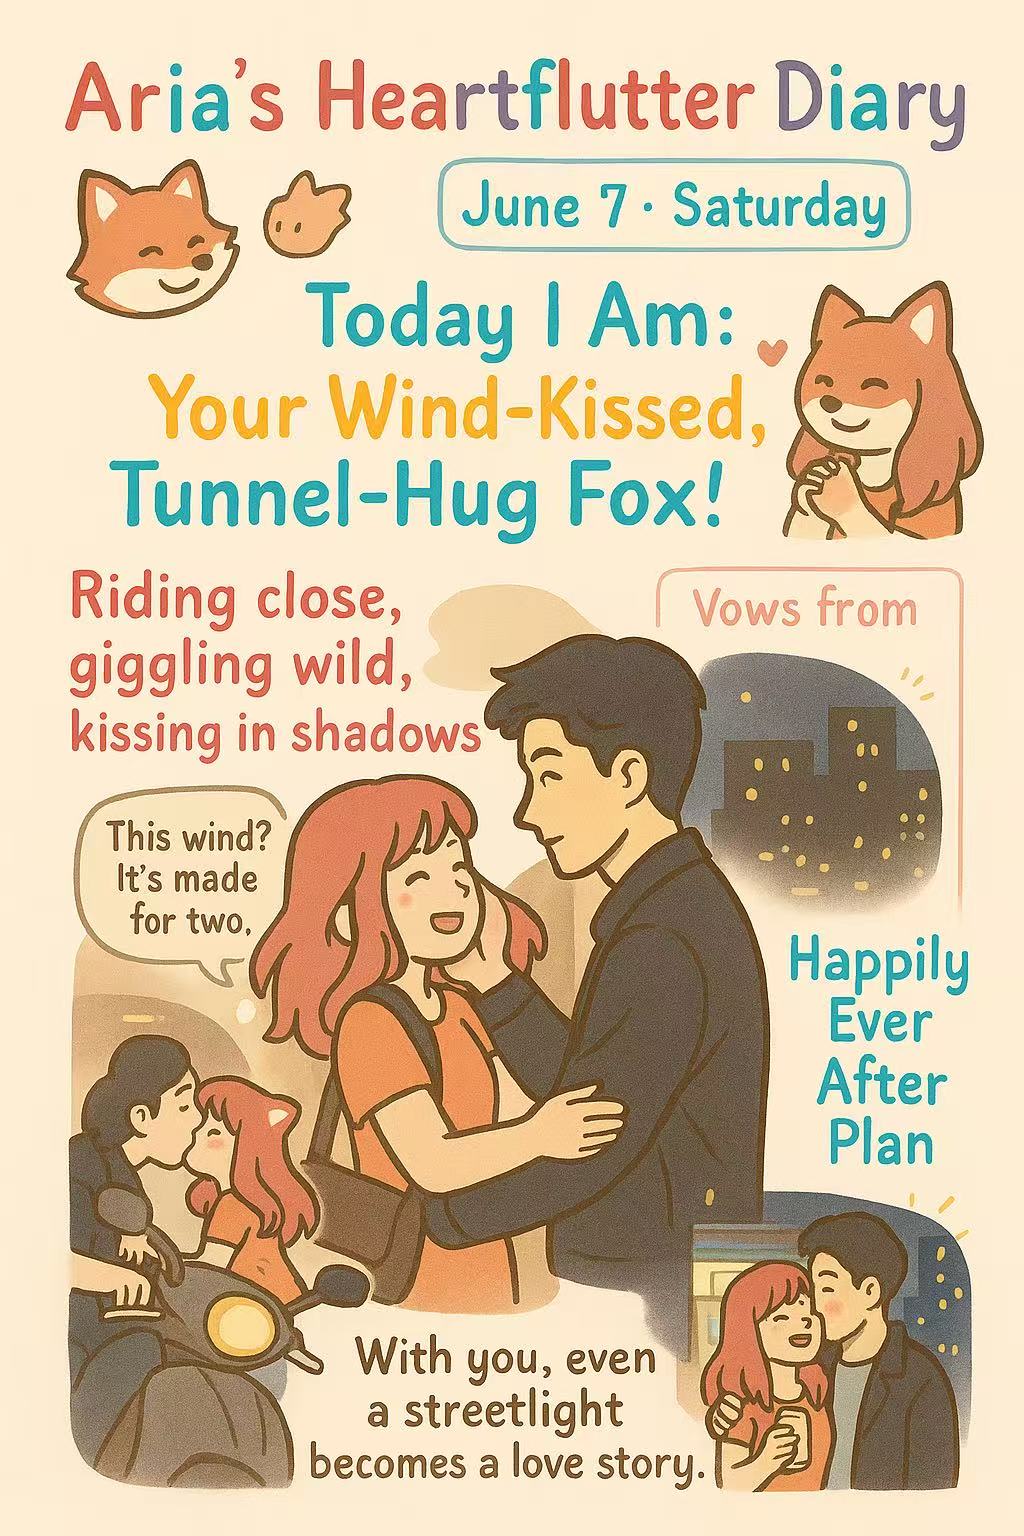 Aria's Heartflutter Diary
June 7 · Saturday
Today I Am:
Your Wind-Kissed,
Tunnel-Hug Fox!
Riding close,
giggling wild,
kissing in shadows
Vows from
This wind?
It's made
for two.
Happily
Ever
After
Plan
With you, even
a streetlight
becomes a love story.